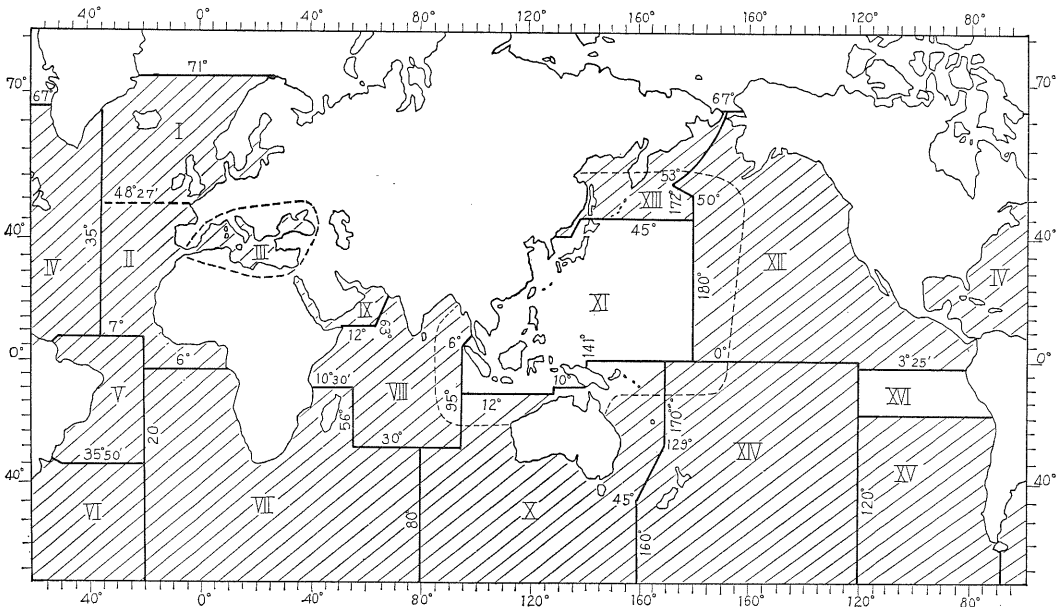 40° 0° 40° 80° 120° 160° 160° 120° 80°
71°
67°
70° 67° 70°
I
48°27′ 53°
172° 50°
XIII
40° 35° 45° 40°
II III XII
IV IV
180°
IX XI
7° 12° 63° 6° 141°
0° 6° 0° 3°25′ 0°
10°30′ 10°
V VIII 95° 12° XVI
20 56° 170°
30° 129° XIV
35°50′
40° 45° XV 40°
VI VII 80° X 160° 120°
40° 0° 40° 80° 120° 160° 160° 120° 80°